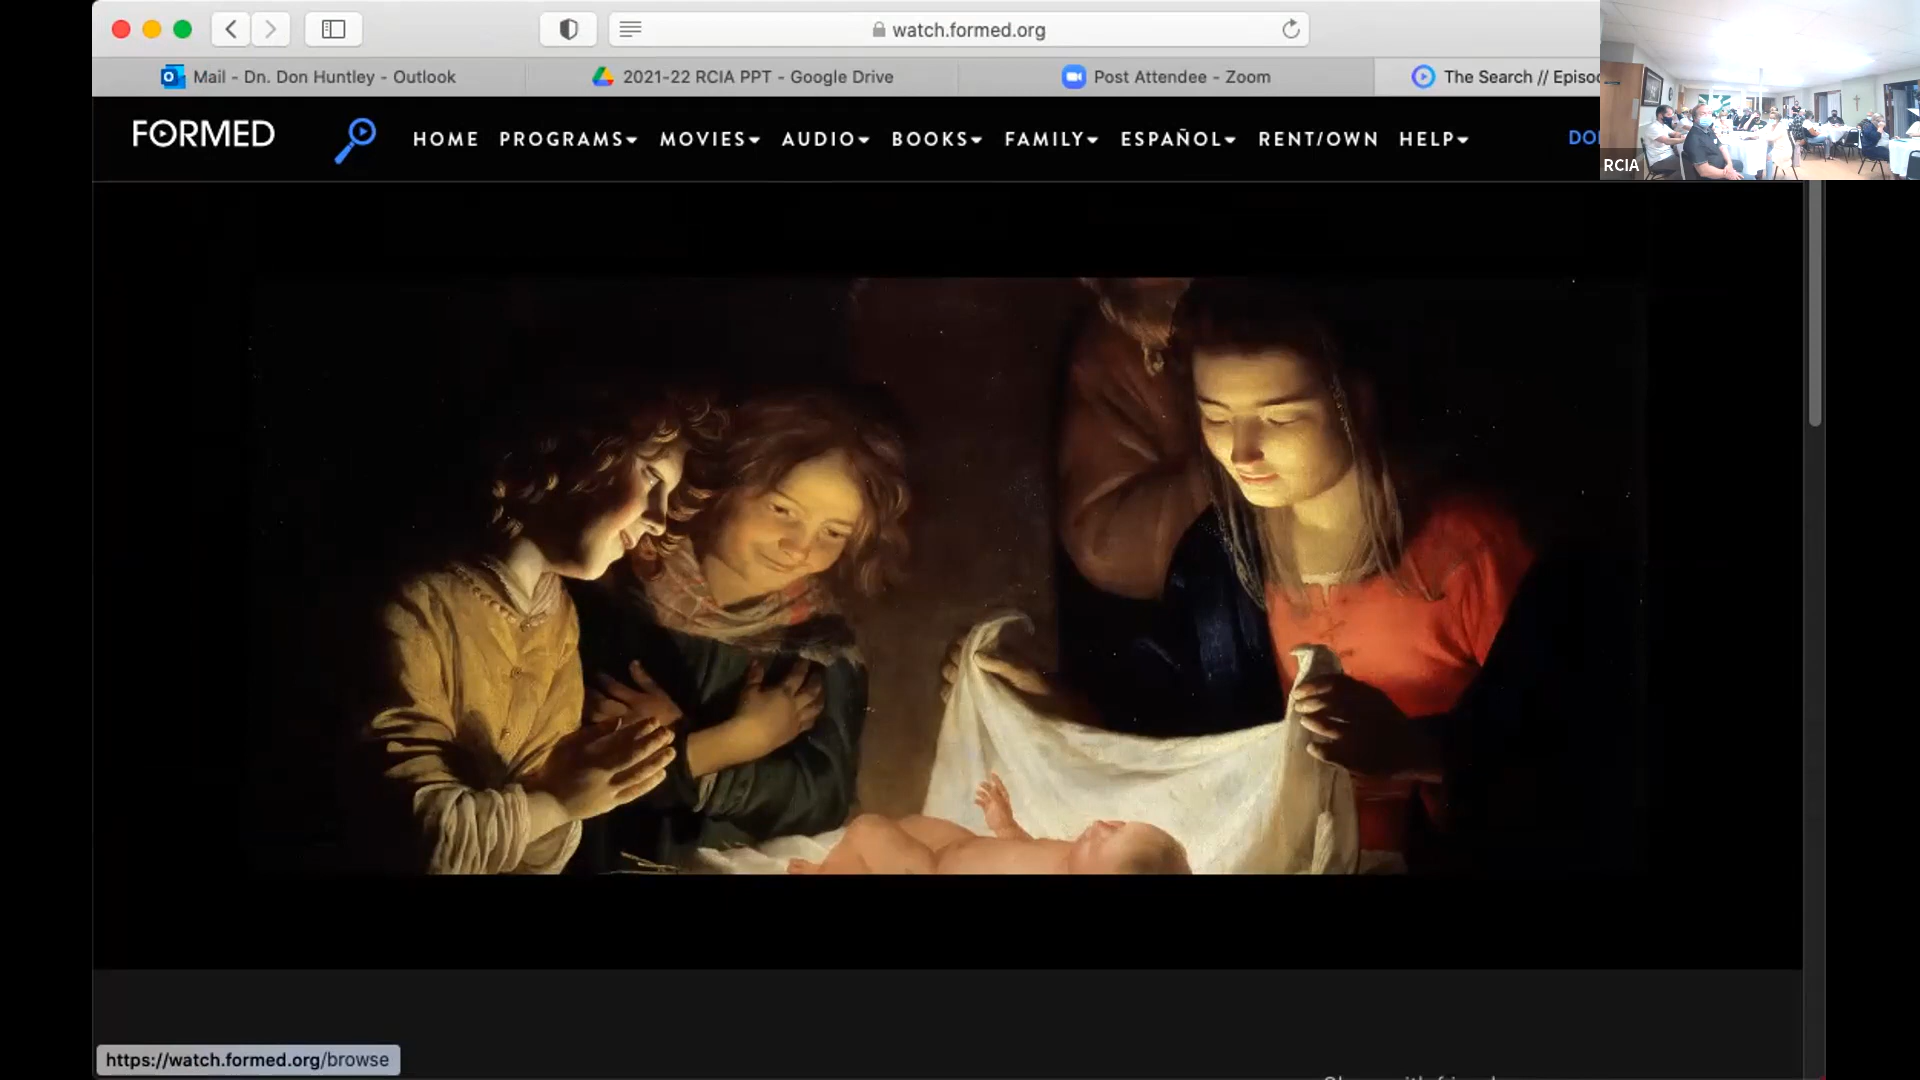 watch.formed.org
Mail - Dn. Don Huntley - Outlook
2021-22 RCIA PPT - Google Drive
Post Attendee - Zoom
The Search // Episo
FORMED
HOME PROGRAMS MOVIES AUDIO BOOKS FAMILY ESPAÑOL RENT/OWN HELP
RCIA
https://watch.formed.org/browse